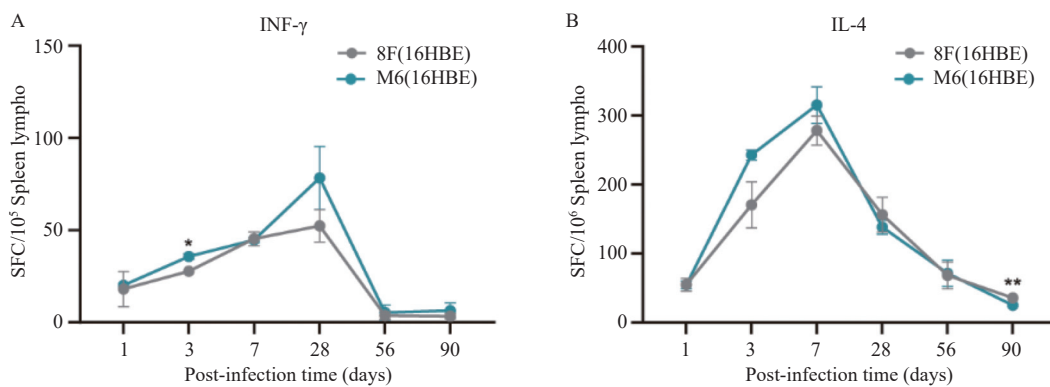 A
INF-γ
150
100
50
0
SFC/10⁵ Spleen lympho
8F(16HBE)
M6(16HBE)
*
1 3 7 28 56 90
Post-infection time (days)
B
IL-4
400
300
200
100
0
SFC/10⁶ Spleen lympho
8F(16HBE)
M6(16HBE)
**
1 3 7 28 56 90
Post-infection time (days)